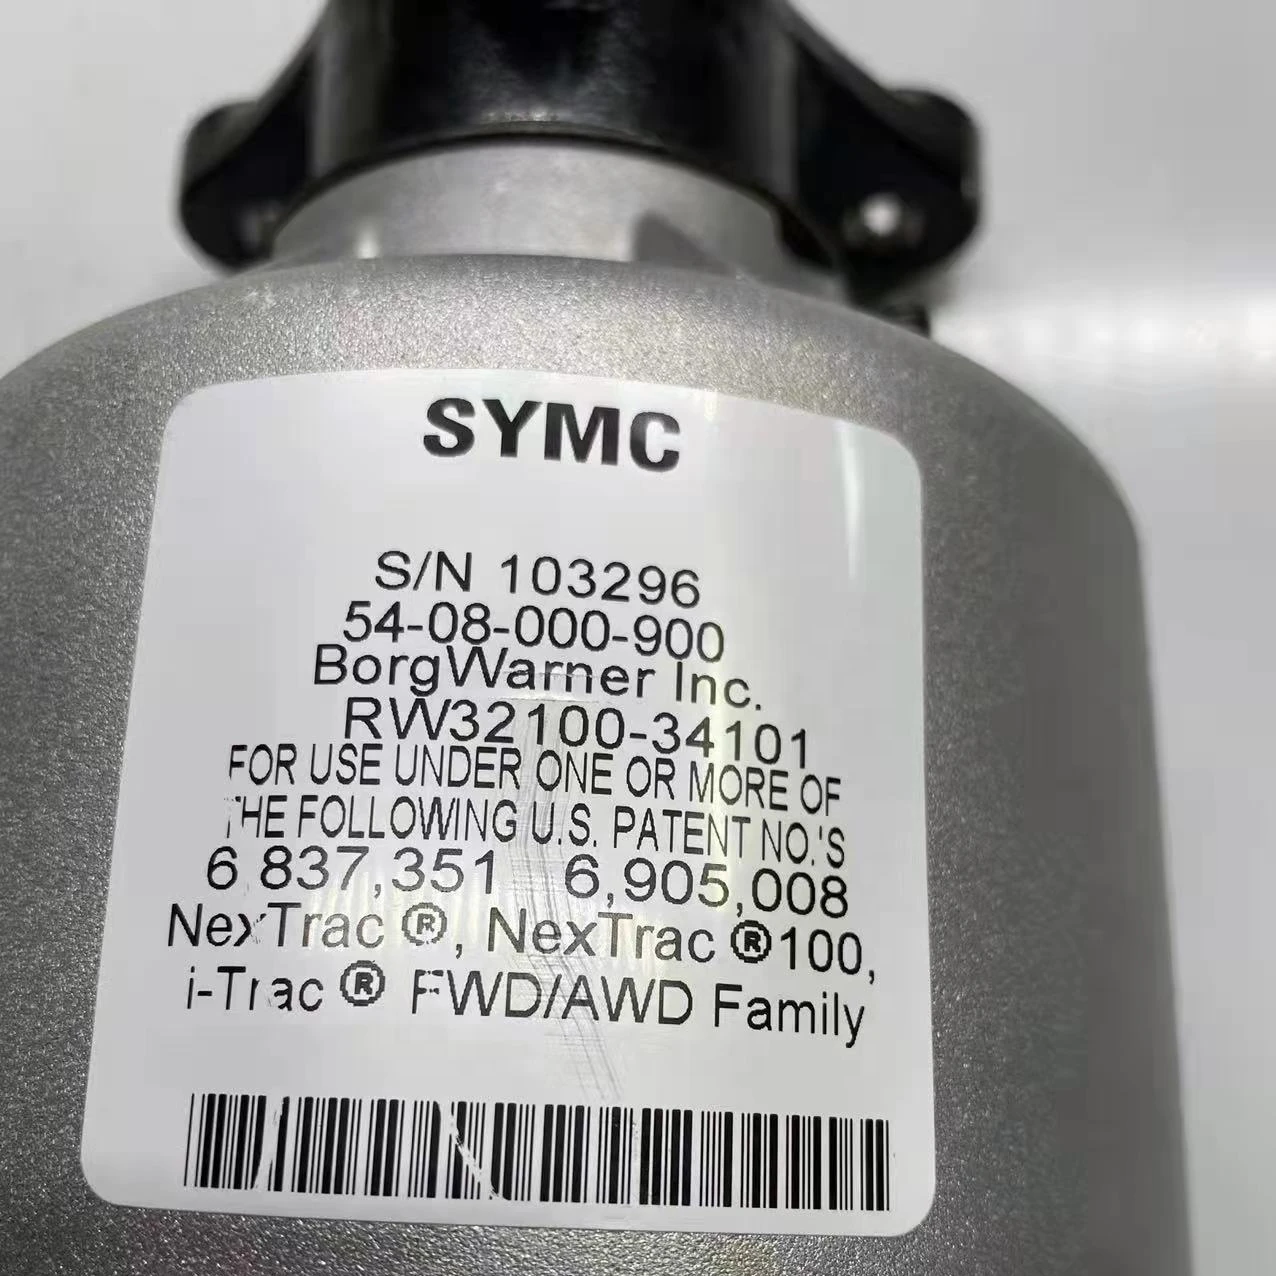 SYMC
S/N 103296
54-08-000-900
BorgWarner Inc.
RW32100-34101
FOR USE UNDER ONE OR MORE OF
THE FOLLOWING U.S. PATENT NO.'S
6 837,351 6,905,008
NexTrac ®, NexTrac ®100,
i-Trac ® FWD/AWD Family